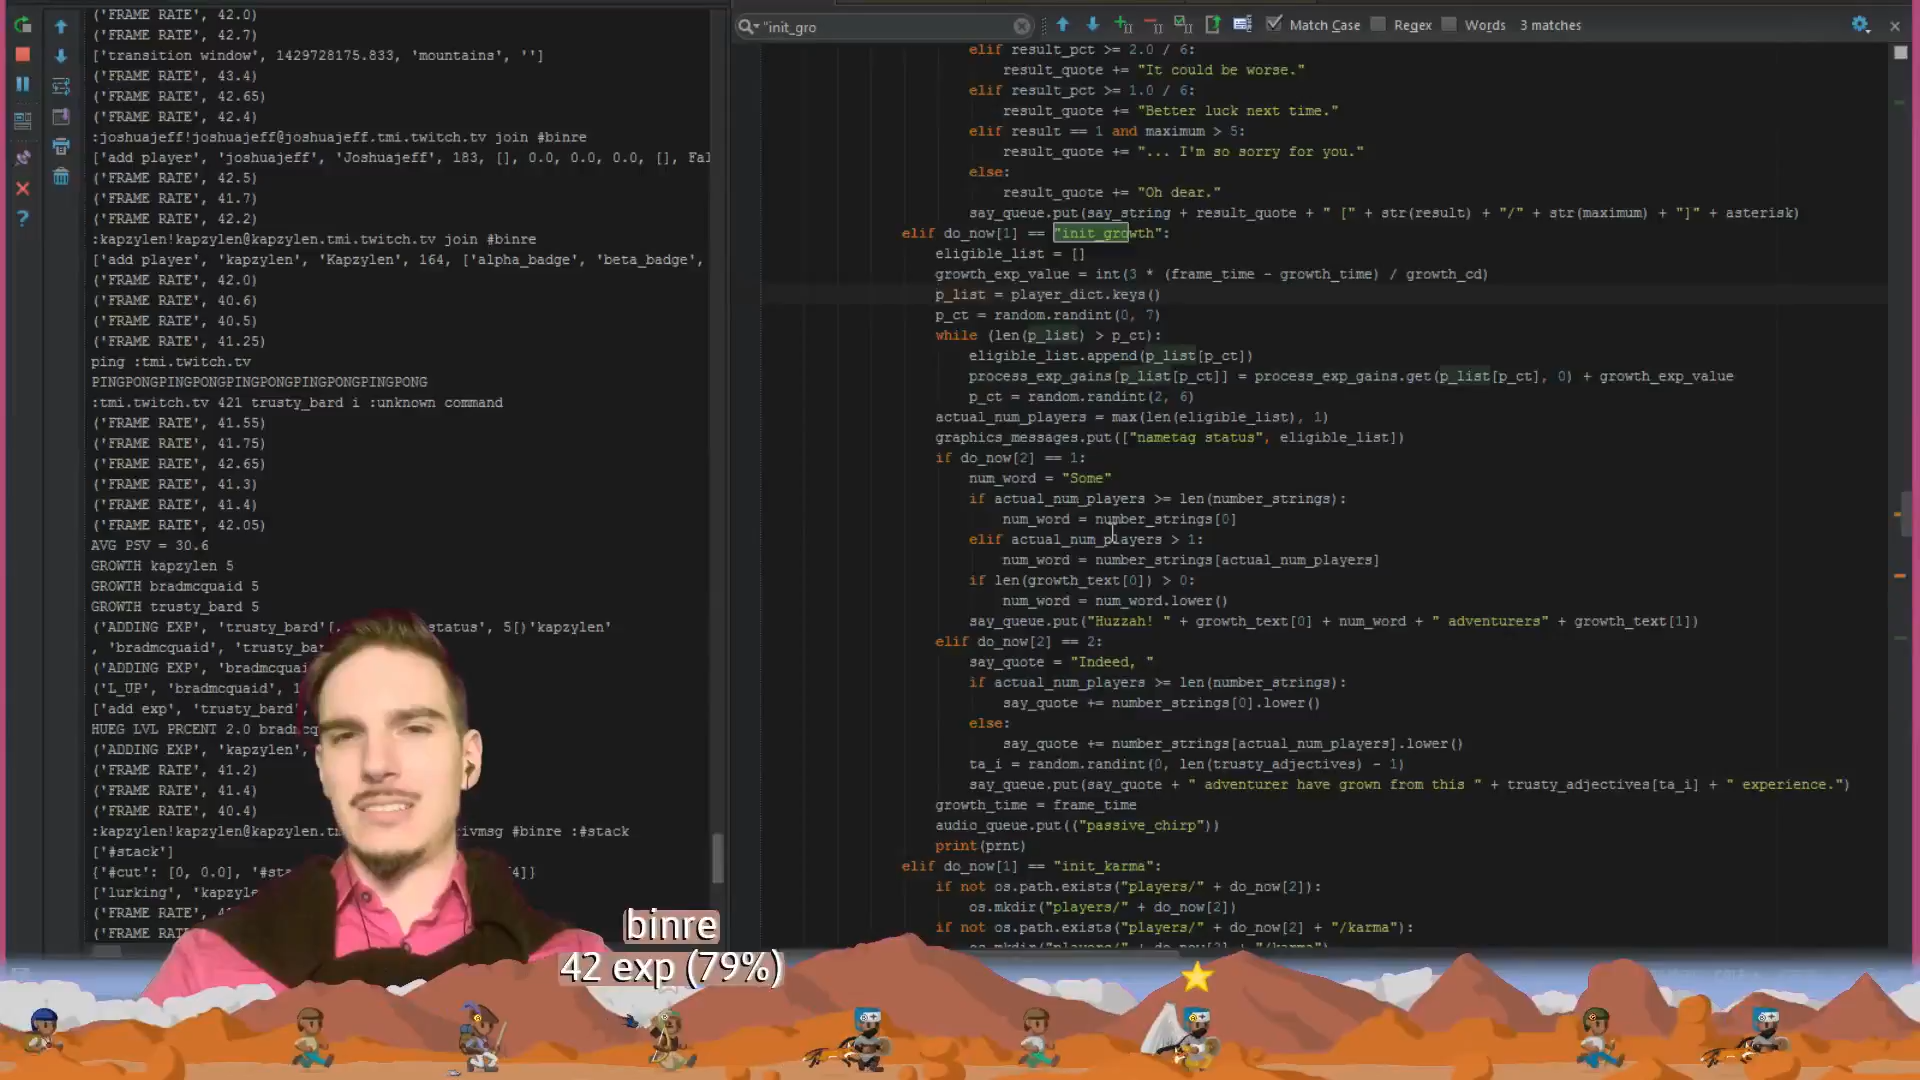 ('FRAME RATE', 42.0)
('FRAME RATE', 42.7)
['transition window', 1429728175.833, 'mountains', '']
('FRAME RATE', 43.4)
('FRAME RATE', 42.65)
('FRAME RATE', 42.4)
:joshuajeff!joshuajeff@joshuajeff.tmi.twitch.tv join #binre
['add player', 'joshuajeff', 'Joshuajeff', 183, [], 0.0, 0.0, 0.0, [], Fal
('FRAME RATE', 42.5)
('FRAME RATE', 41.7)
('FRAME RATE', 42.2)
:kapzylen!kapzylen@kapzylen.tmi.twitch.tv join #binre
['add player', 'kapzylen', 'Kapzylen', 164, ['alpha_badge', 'beta_badge',
('FRAME RATE', 42.0)
('FRAME RATE', 40.6)
('FRAME RATE', 40.5)
('FRAME RATE', 41.25)
ping :tmi.twitch.tv
PINGPONGPINGPONGPINGPONGPINGPONGPINGPONG
:tmi.twitch.tv 421 trusty_bard i :unknown command
('FRAME RATE', 41.55)
('FRAME RATE', 41.75)
('FRAME RATE', 42.65)
('FRAME RATE', 41.3)
('FRAME RATE', 41.4)
('FRAME RATE', 42.05)
AVG PSV = 30.6
GROWTH kapzylen 5
GROWTH bradmcquaid 5
GROWTH trusty_bard 5
('ADDING EXP', 'trusty_bard'[, status', 5[)'kapzylen'
, 'bradmcquaid', 'trusty_ba
('ADDING EXP', 'bradmcquai
('L_UP', 'bradmcquaid', 1
['add exp', 'trusty_bard',
HUEG LVL PRCENT 2.0 bradmcq
('ADDING EXP', 'kapzylen',
('FRAME RATE', 41.2)
('FRAME RATE', 41.4)
('FRAME RATE', 40.4)
:kapzylen!kapzylen@kapzylen.tm ivmsg #binre :#stack
['#stack']
{'#cut': [0, 0.0], '#sta 4]}
['lurking', 'kapzyle
('FRAME RATE', 4
('FRAME RATE
"init_gro
Match Case
Regex
Words
3 matches
elif result_pct >= 2.0 / 6:
result_quote += "It could be worse."
elif result_pct >= 1.0 / 6:
result_quote += "Better luck next time."
elif result == 1 and maximum > 5:
result_quote += "... I'm so sorry for you."
else:
result_quote += "Oh dear."
say_queue.put(say_string + result_quote + " [" + str(result) + "/" + str(maximum) + "]" + asterisk)
elif do_now[1] == "init_growth":
eligible_list = []
growth_exp_value = int(3 * (frame_time - growth_time) / growth_cd)
p_list = player_dict.keys()
p_ct = random.randint(0, 7)
while (len(p_list) > p_ct):
eligible_list.append(p_list[p_ct])
process_exp_gains[p_list[p_ct]] = process_exp_gains.get(p_list[p_ct], 0) + growth_exp_value
p_ct = random.randint(2, 6)
actual_num_players = max(len(eligible_list), 1)
graphics_messages.put(["nametag status", eligible_list])
if do_now[2] == 1:
num_word = "Some"
if actual_num_players >= len(number_strings):
num_word = number_strings[0]
elif actual_num_players > 1:
num_word = number_strings[actual_num_players]
if len(growth_text[0]) > 0:
num_word = num_word.lower()
say_queue.put("Huzzah! " + growth_text[0] + num_word + " adventurers" + growth_text[1])
elif do_now[2] == 2:
say_quote = "Indeed, "
if actual_num_players >= len(number_strings):
say_quote += number_strings[0].lower()
else:
say_quote += number_strings[actual_num_players].lower()
ta_i = random.randint(0, len(trusty_adjectives) - 1)
say_queue.put(say_quote + " adventurer have grown from this " + trusty_adjectives[ta_i] + " experience.")
growth_time = frame_time
audio_queue.put(("passive_chirp"))
print(prnt)
elif do_now[1] == "init_karma":
if not os.path.exists("players/" + do_now[2]):
os.mkdir("players/" + do_now[2])
if not os.path.exists("players/" + do_now[2] + "/karma"):
os.mkdir("players/" + do_now[2] + "/karma")
binre
42 exp (79%)